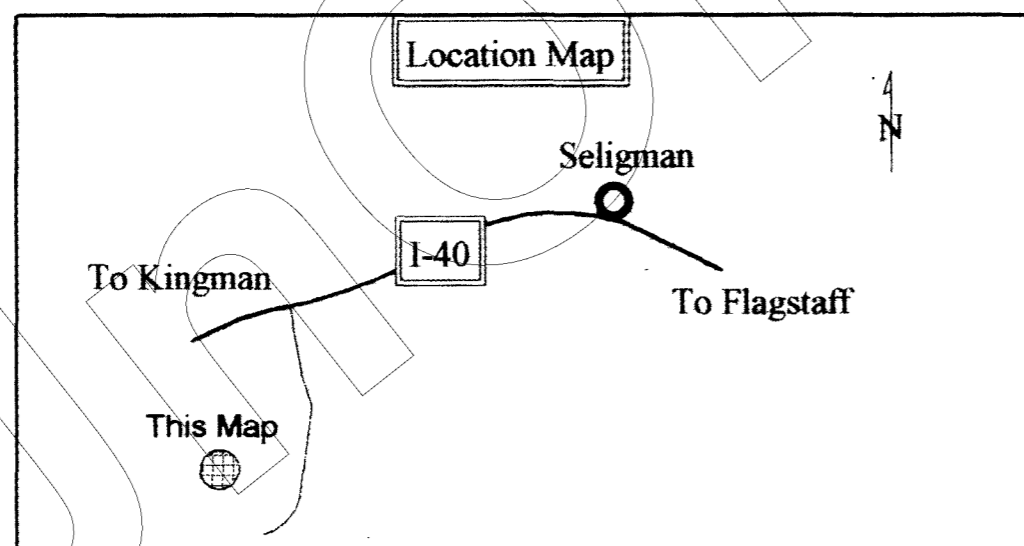 Location Map
N
Seligman
I-40
To Kingman
To Flagstaff
This Map